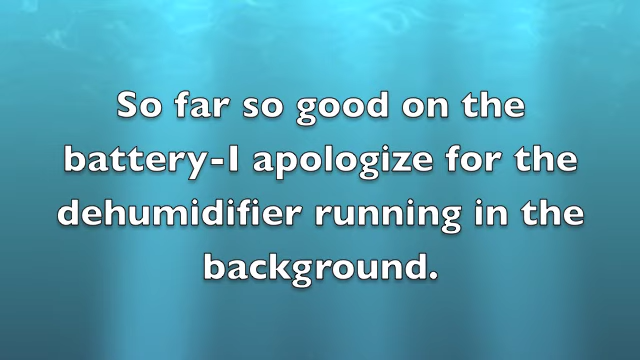 So far so good on the
battery-I apologize for the
dehumidifier running in the
background.